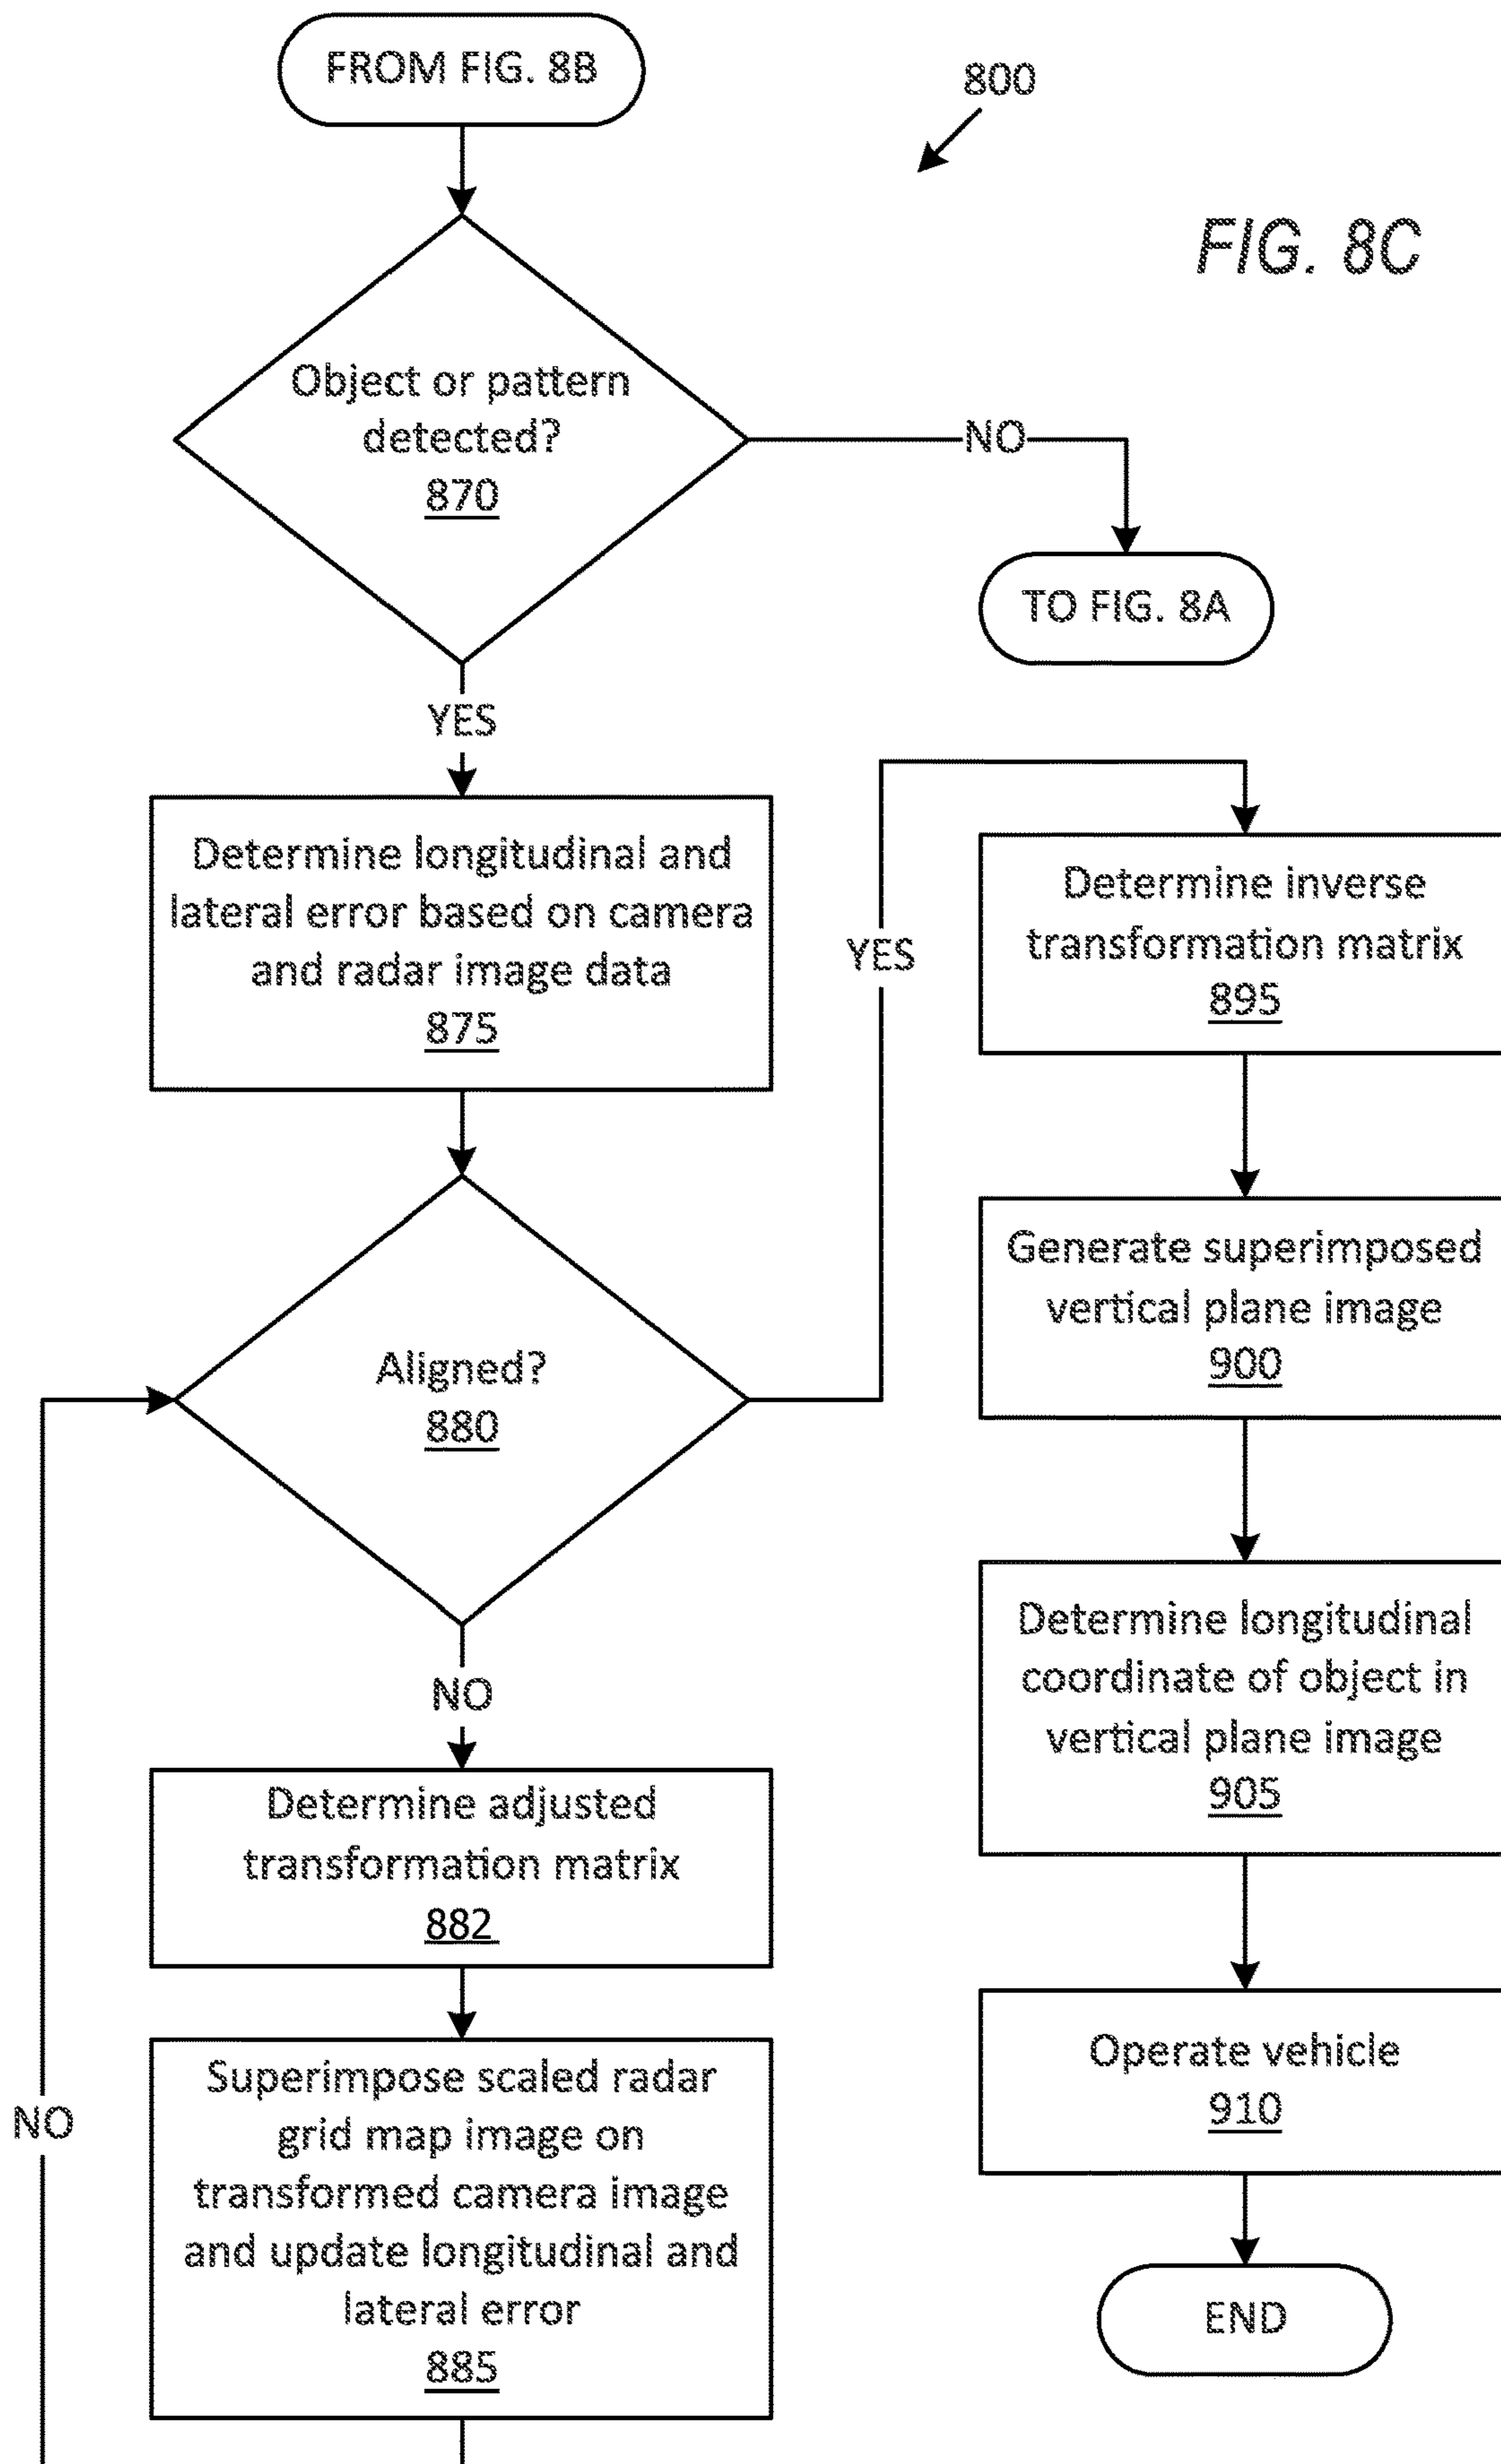 FROM FIG. 8B
800
FIG. 8C
Object or pattern
detected?
870
NO
TO FIG. 8A
YES
Determine longitudinal and
lateral error based on camera
and radar image data
875
Aligned?
880
NO
Determine adjusted
transformation matrix
882
Superimpose scaled radar
grid map image on
transformed camera image
and update longitudinal and
lateral error
885
NO
YES
Determine inverse
transformation matrix
895
Generate superimposed
vertical plane image
900
Determine longitudinal
coordinate of object in
vertical plane image
905
Operate vehicle
910
END